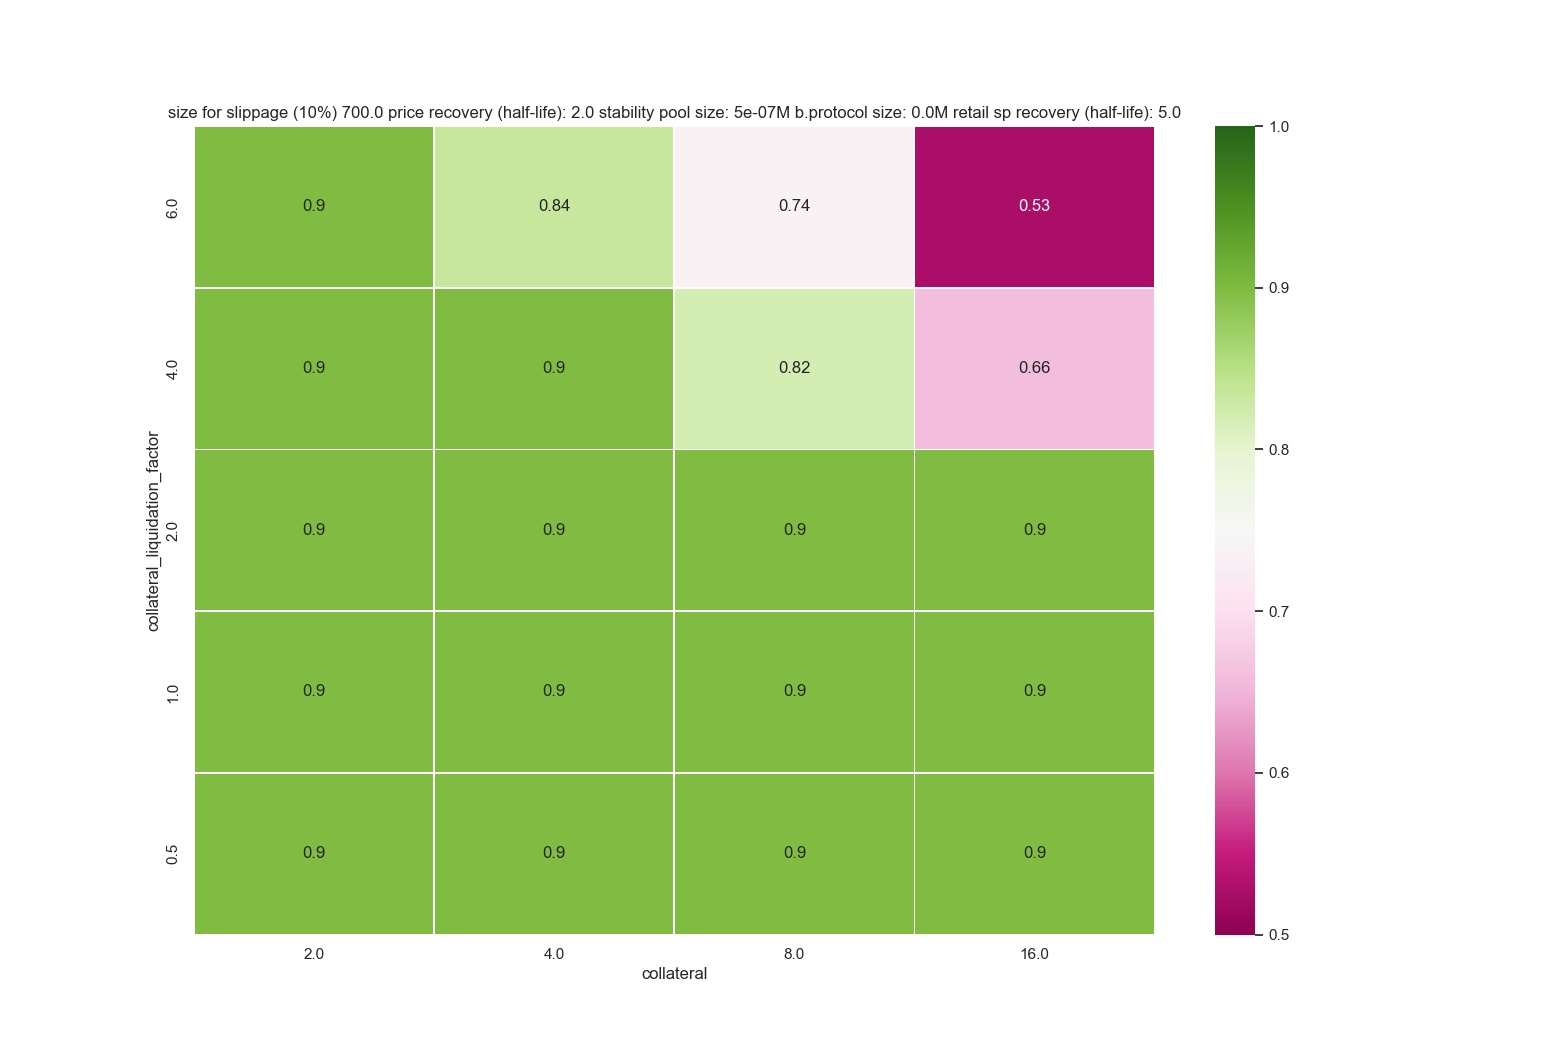 size for slippage (10%) 700.0 price recovery (half-life): 2.0 stability pool size: 5e-07M b.protocol size: 0.0M retail sp recovery (half-life): 5.0
6.0 0.9 0.84 0.74 0.53
4.0 0.9 0.9 0.82 0.66
2.0 0.9 0.9 0.9 0.9
1.0 0.9 0.9 0.9 0.9
0.5 0.9 0.9 0.9 0.9
collateral_liquidation_factor
2.0 4.0 8.0 16.0
collateral
1.0
0.9
0.8
0.7
0.6
0.5